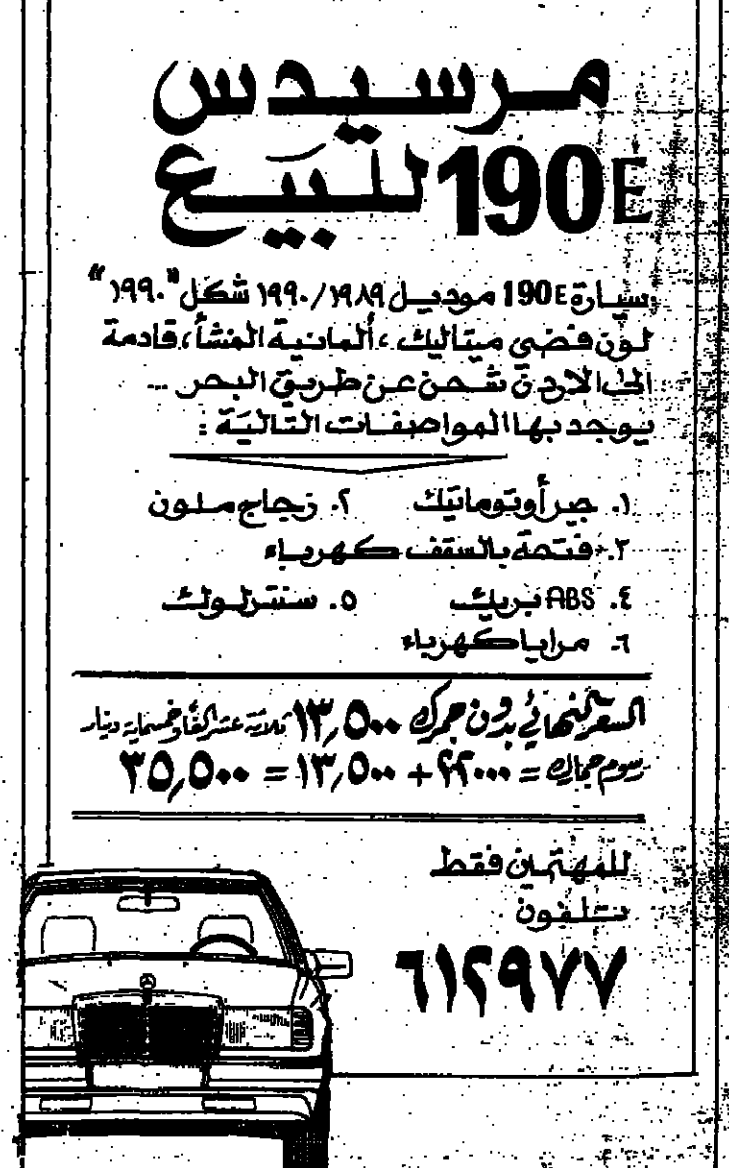 مرسيدس
190E للبيع
سيارة 190E موديل ١٩٨٩/١٩٩٠ شكل "١٩٩٠"
لون فضي ميتاليك، ألمانية المنشأ، قادمة
الى الاردن شحن عن طريق البحر ...
يوجد بها المواصفات التالية :
١. جير أوتوماتيك ٢. زجاج ملون
٣. فتحة بالسقف كهرباء
٤. ABS بريك ٥. سنترلوك
٦. مرايا كهرباء
السعر النهائي بدون جمرك ١٣,٥٠٠ ثلاثة عشر الفًا وخمسماية دينار
رسوم جمارك = ٢٢٠٠٠ + ١٣,٥٠٠ = ٣٥,٥٠٠
للمهتمين فقط
تلفون
٦١٢٩٧٧